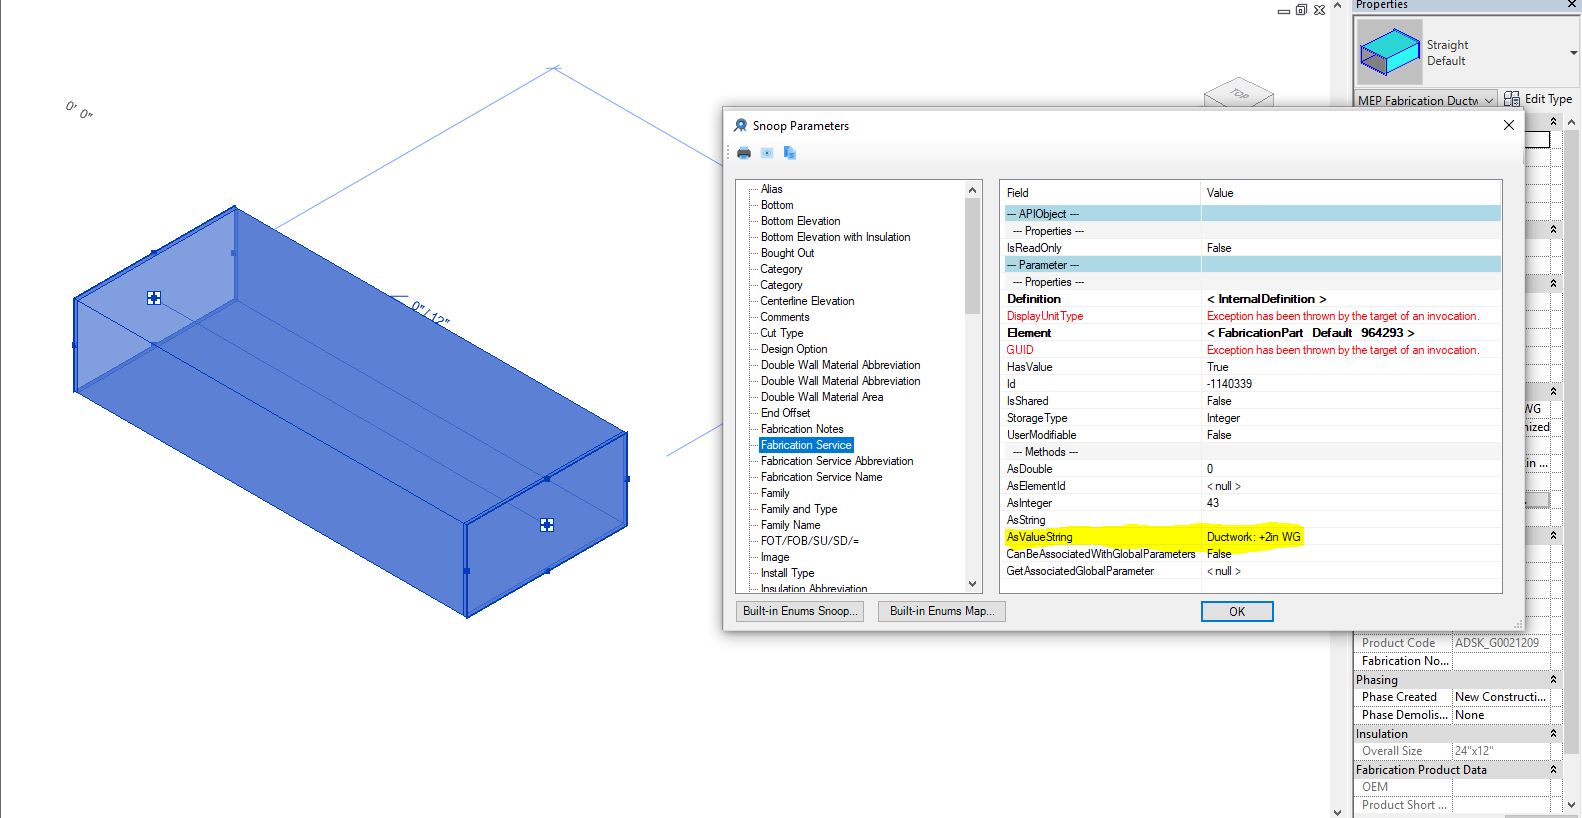 Properties
Straight
Default
MEP Fabrication Ductw
Edit Type
0' 0"
0" / 12"
TOP
Snoop Parameters
Alias
Bottom
Bottom Elevation
Bottom Elevation with Insulation
Bought Out
Category
Category
Centerline Elevation
Comments
Cut Type
Design Option
Double Wall Material Abbreviation
Double Wall Material Abbreviation
Double Wall Material Area
End Offset
Fabrication Notes
Fabrication Service
Fabrication Service Abbreviation
Fabrication Service Name
Family
Family and Type
Family Name
FOT/FOB/SU/SD/=
Image
Install Type
Insulation Abbreviation
Field Value
--- APIObject ---
--- Properties ---
IsReadOnly False
--- Parameter ---
--- Properties ---
Definition < InternalDefinition >
DisplayUnitType Exception has been thrown by the target of an invocation.
Element < FabricationPart Default 964293 >
GUID Exception has been thrown by the target of an invocation.
HasValue True
Id -1140339
IsShared False
StorageType Integer
UserModifiable False
--- Methods ---
AsDouble 0
AsElementId < null >
AsInteger 43
AsString
AsValueString Ductwork: +2in WG
CanBeAssociatedWithGlobalParameters False
GetAssociatedGlobalParameter < null >
Built-in Enums Snoop...
Built-in Enums Map...
OK
WG
nized
in ...
Product Code ADSK_G0021209
Fabrication No...
Phasing
Phase Created New Constructi...
Phase Demolis... None
Insulation
Overall Size 24"x12"
Fabrication Product Data
OEM
Product Short ...